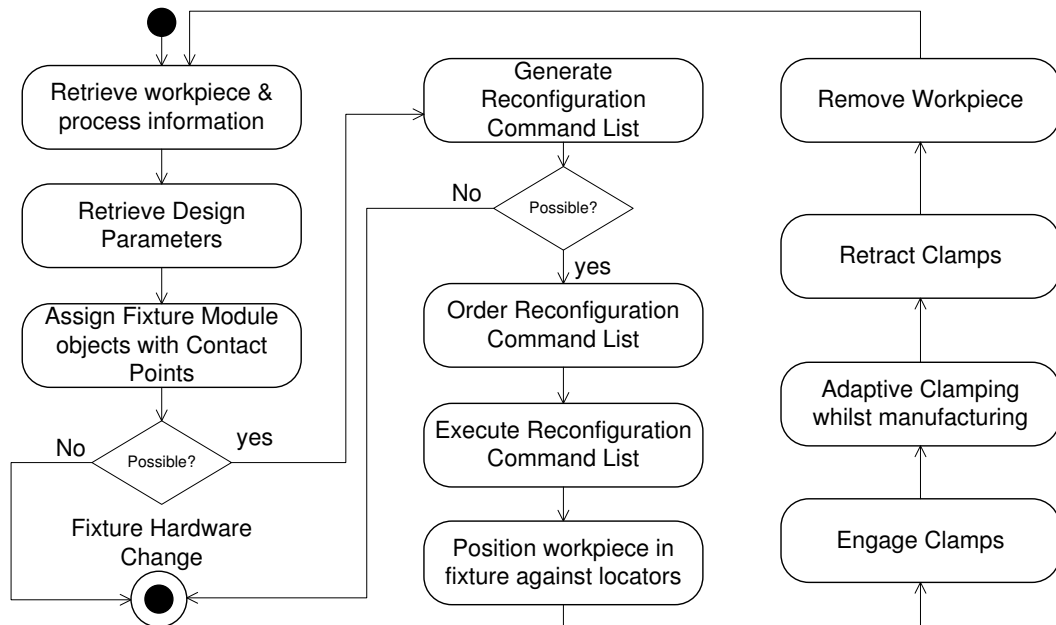 Retrieve workpiece &
process information
Retrieve Design
Parameters
Assign Fixture Module
objects with Contact
Points
No
Possible?
yes
Fixture Hardware
Change
Generate
Reconfiguration
Command List
No
Possible?
yes
Order Reconfiguration
Command List
Execute Reconfiguration
Command List
Position workpiece in
fixture against locators
Remove Workpiece
Retract Clamps
Adaptive Clamping
whilst manufacturing
Engage Clamps